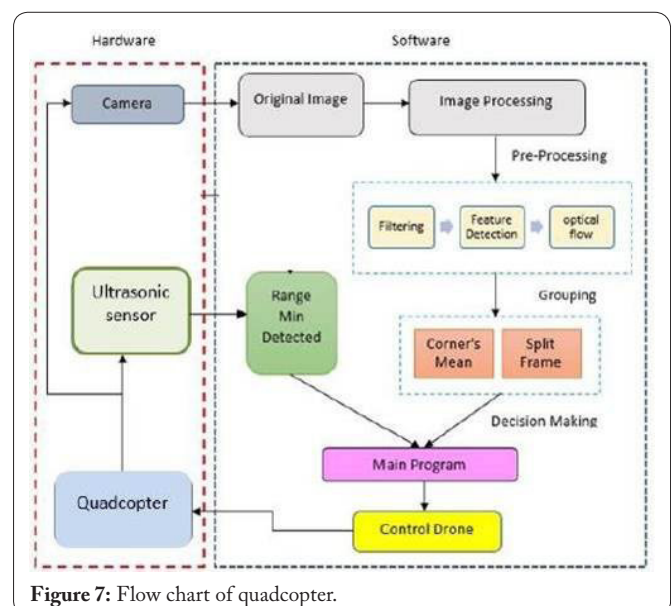 Hardware
Software
Camera
Original Image
Image Processing
Pre-Processing
Filtering
Feature
Detection
optical
flow
Grouping
Ultrasonic
sensor
Range
Min
Detected
Corner's
Mean
Split
Frame
Decision Making
Main Program
Quadcopter
Control Drone
Figure 7: Flow chart of quadcopter.